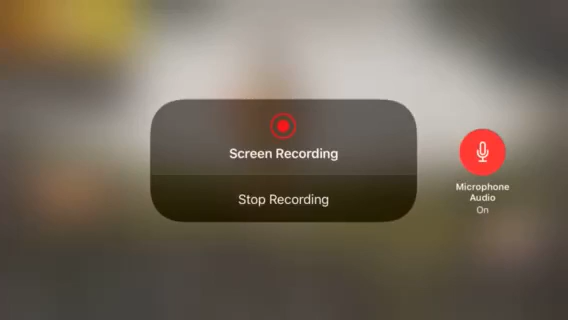 Screen Recording
Stop Recording
Microphone
Audio
On